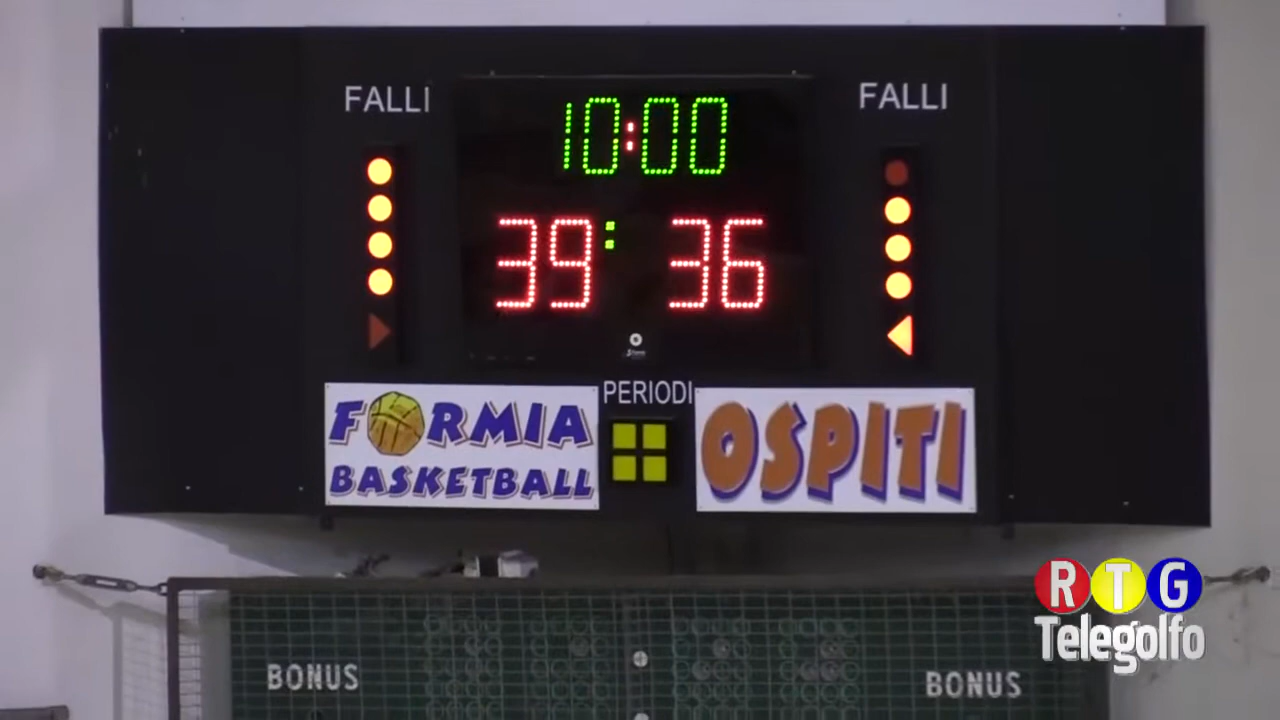 FALLI
10:00
FALLI
39 : 36
PERIODI
FORMIA
BASKETBALL
OSPITI
RTG
Telegolfo
BONUS
BONUS